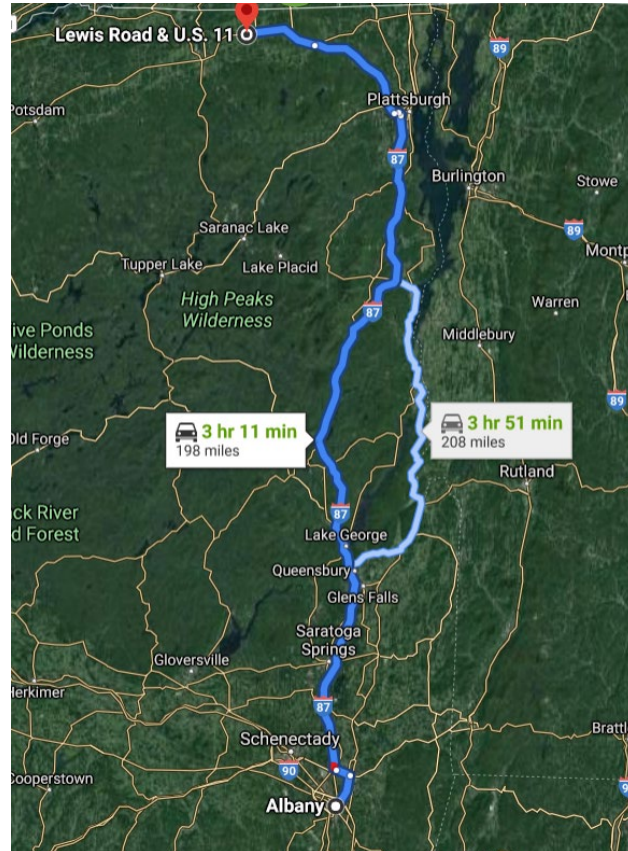 Lewis Road & U.S. 11
89
Potsdam
Plattsburgh
87
Burlington
Stowe
Saranac Lake
89
Tupper Lake
Lake Placid
Montp
High Peaks
Wilderness
87
Warren
ive Ponds
Wilderness
Middlebury
89
3 hr 11 min
198 miles
3 hr 51 min
208 miles
Old Forge
Rutland
ck River
d Forest
87
Lake George
Queensbury
Glens Falls
Saratoga
Springs
Gloversville
Herkimer
87
Brattl
Schenectady
90
Cooperstown
Albany